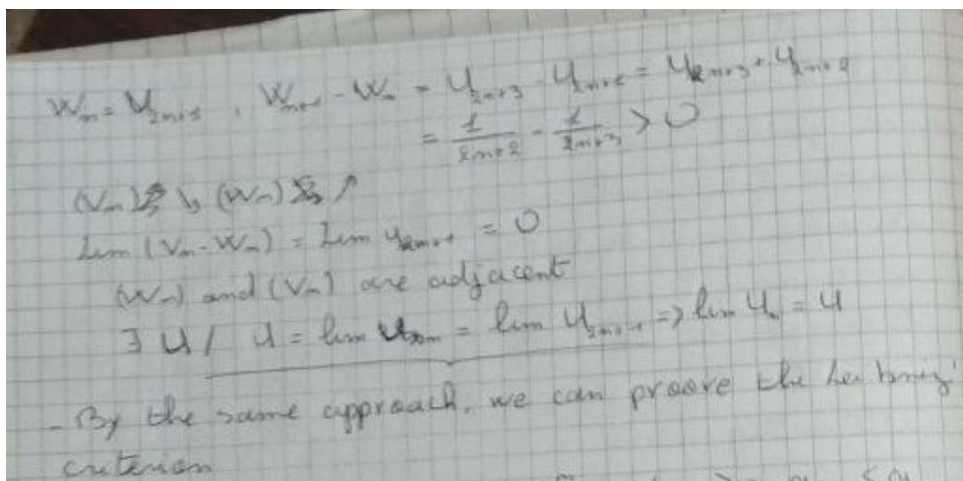 Wn = U2n+1 , Wn+1 - Wn = U2n+3 - U2n+1 = U2n+3 + U2n+2
= 1/(2n+2) - 1/(2n+3) > 0
(Vn) ↘ (Wn) ↗
Lim (Vn - Wn) = Lim U2n+1 = 0
(Wn) and (Vn) are adjacent
∃ U / U = lim U2n = lim U2n+1 => lim Un = U
- By the same approach, we can proove the Leibniz
criterion